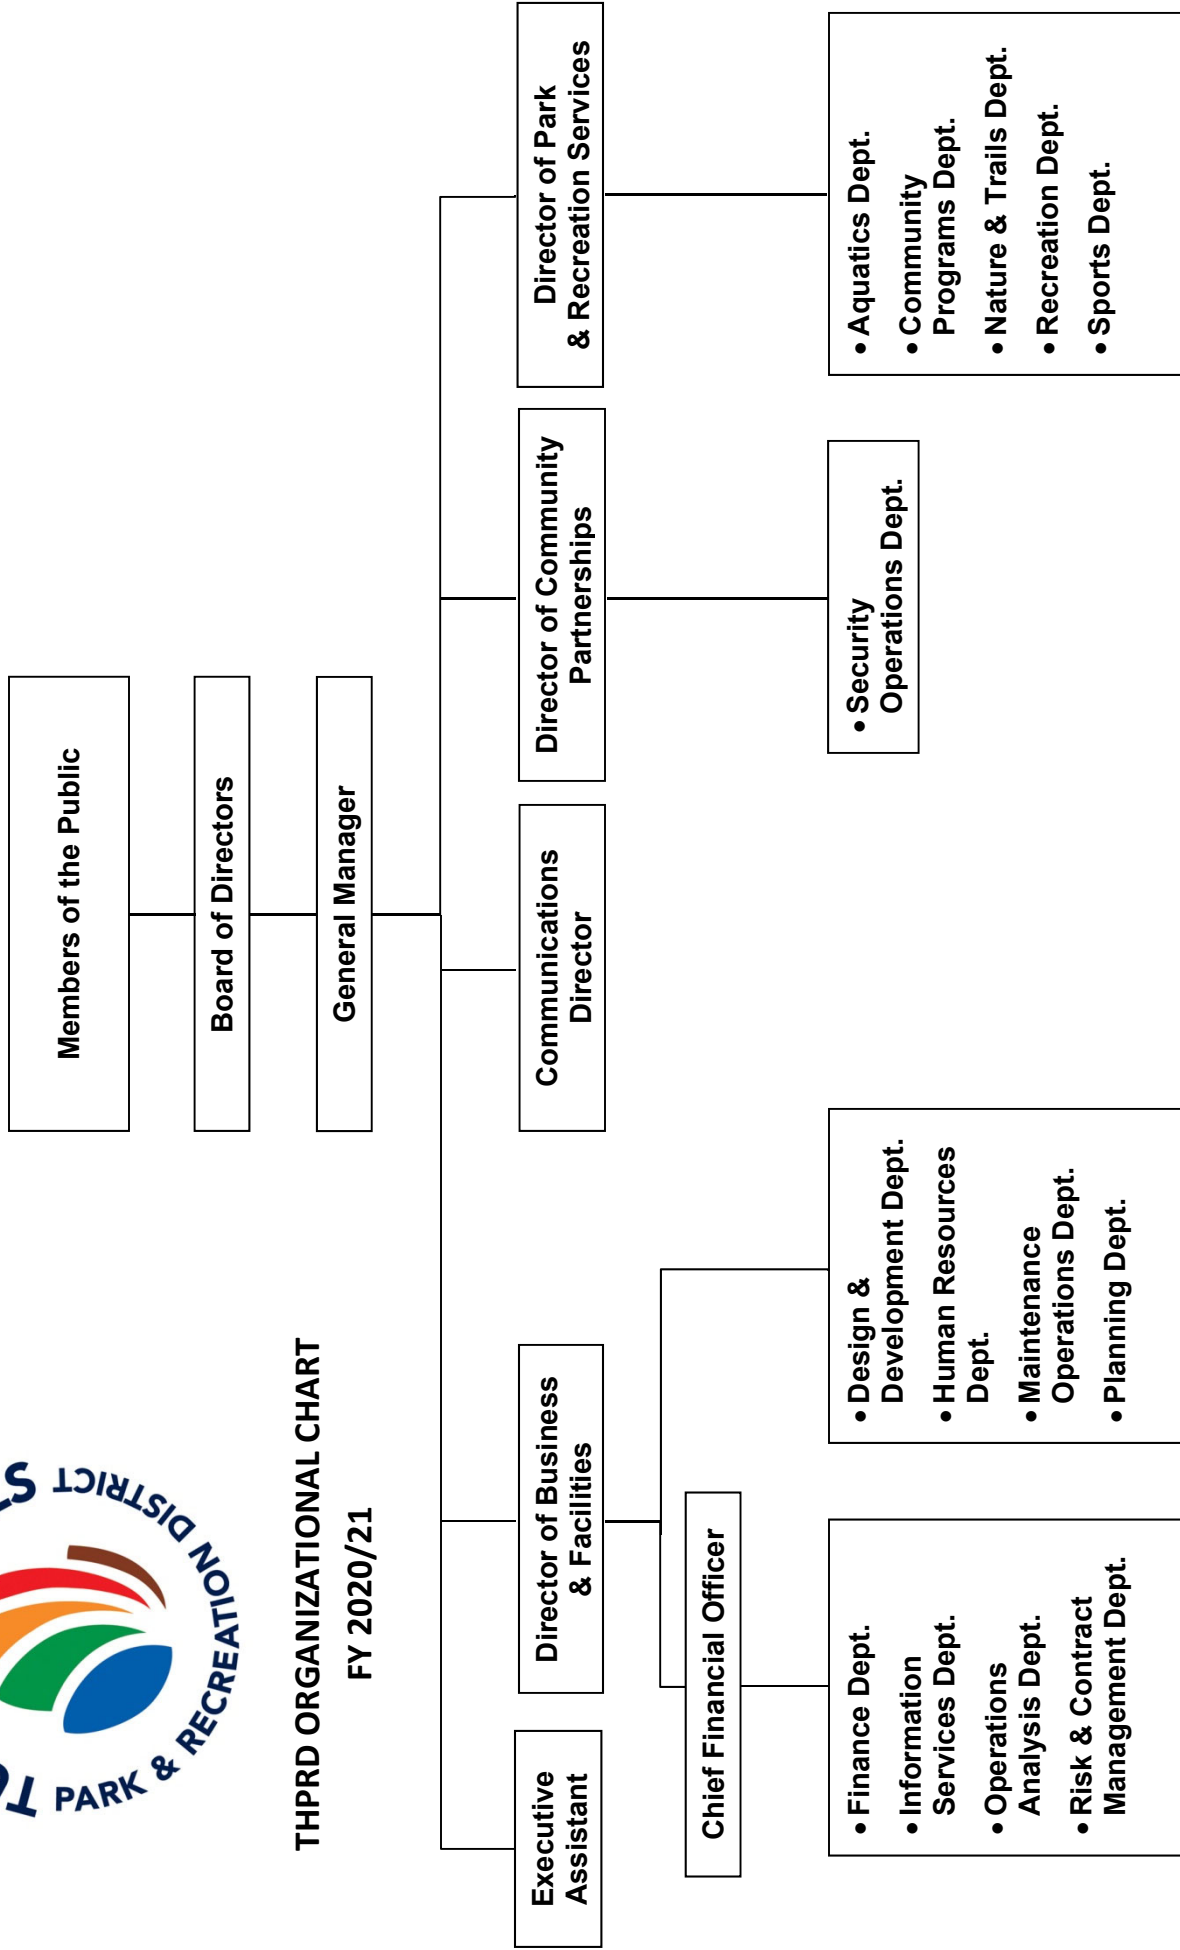 PARK & RECREATION DISTRICT
THPRD ORGANIZATIONAL CHART
FY 2020/21
Members of the Public
Board of Directors
General Manager
Executive
Assistant
Director of Business
& Facilities
Communications
Director
Director of Community
Partnerships
Director of Park
& Recreation Services
Chief Financial Officer
• Finance Dept.
• Information
Services Dept.
• Operations
Analysis Dept.
• Risk & Contract
Management Dept.
• Design &
Development Dept.
• Human Resources
Dept.
• Maintenance
Operations Dept.
• Planning Dept.
• Security
Operations Dept.
• Aquatics Dept.
• Community
Programs Dept.
• Nature & Trails Dept.
• Recreation Dept.
• Sports Dept.